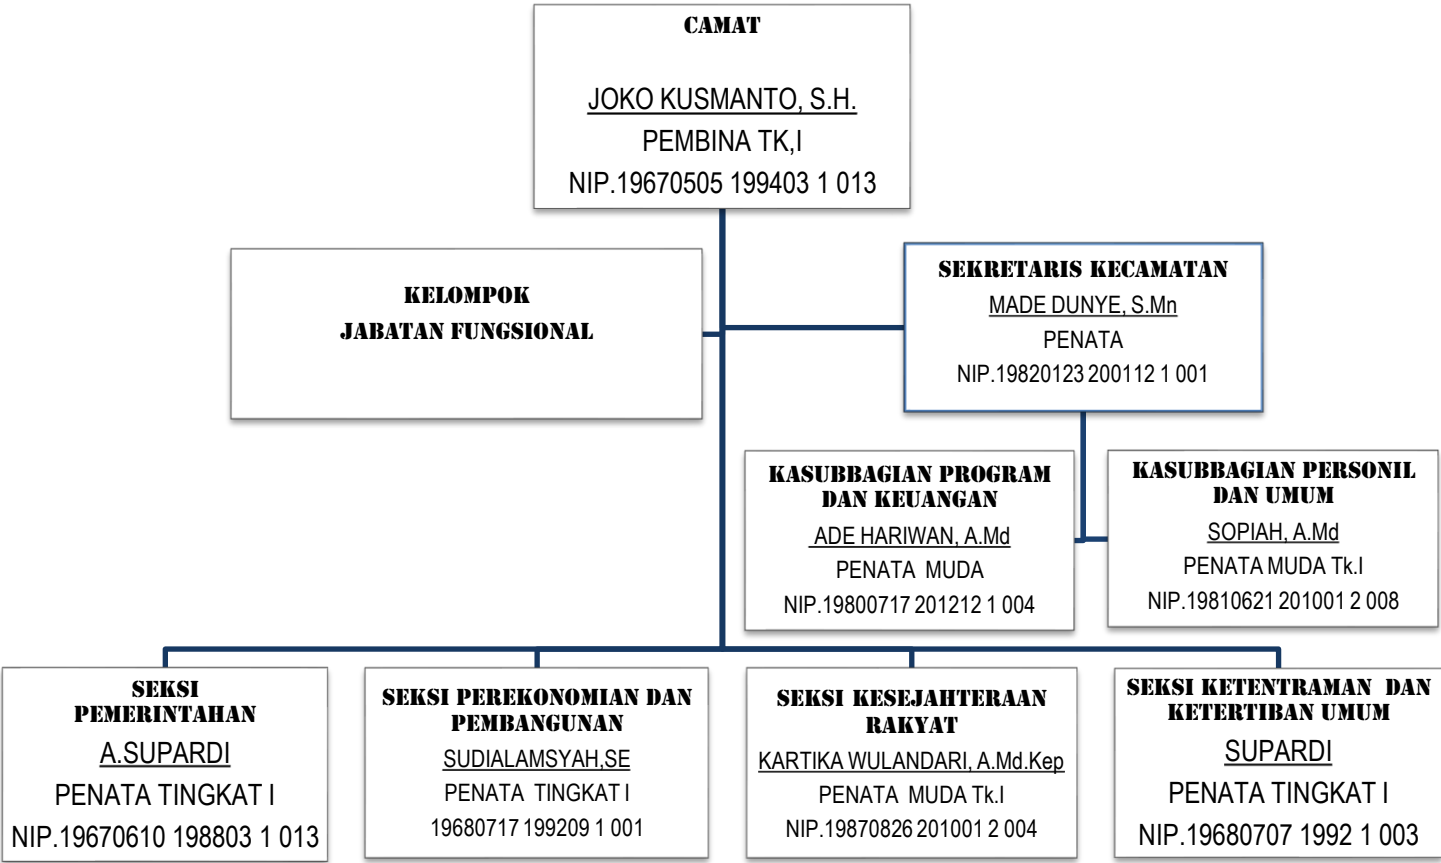 CAMAT
JOKO KUSMANTO, S.H.
PEMBINA TK,I
NIP.19670505 199403 1 013
KELOMPOK
JABATAN FUNGSIONAL
SEKRETARIS KECAMATAN
MADE DUNYE, S.Mn
PENATA
NIP.19820123 200112 1 001
KASUBBAGIAN PROGRAM
DAN KEUANGAN
ADE HARIWAN, A.Md
PENATA MUDA
NIP.19800717 201212 1 004
KASUBBAGIAN PERSONIL
DAN UMUM
SOPIAH, A.Md
PENATA MUDA Tk.I
NIP.19810621 201001 2 008
SEKSI
PEMERINTAHAN
A.SUPARDI
PENATA TINGKAT I
NIP.19670610 198803 1 013
SEKSI PEREKONOMIAN DAN
PEMBANGUNAN
SUDIALAMSYAH,SE
PENATA TINGKAT I
19680717 199209 1 001
SEKSI KESEJAHTERAAN
RAKYAT
KARTIKA WULANDARI, A.Md.Kep
PENATA MUDA Tk.I
NIP.19870826 201001 2 004
SEKSI KETENTRAMAN DAN
KETERTIBAN UMUM
SUPARDI
PENATA TINGKAT I
NIP.19680707 1992 1 003